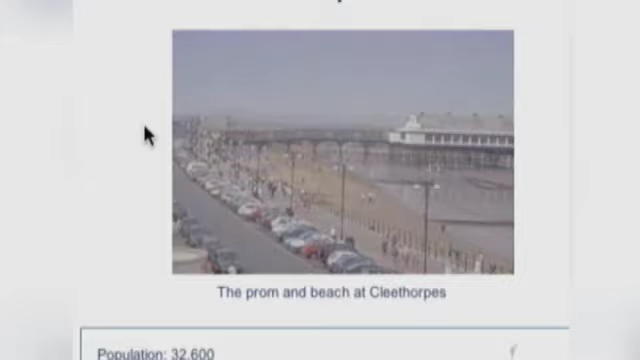 The prom and beach at Cleethorpes
Population: 32,600